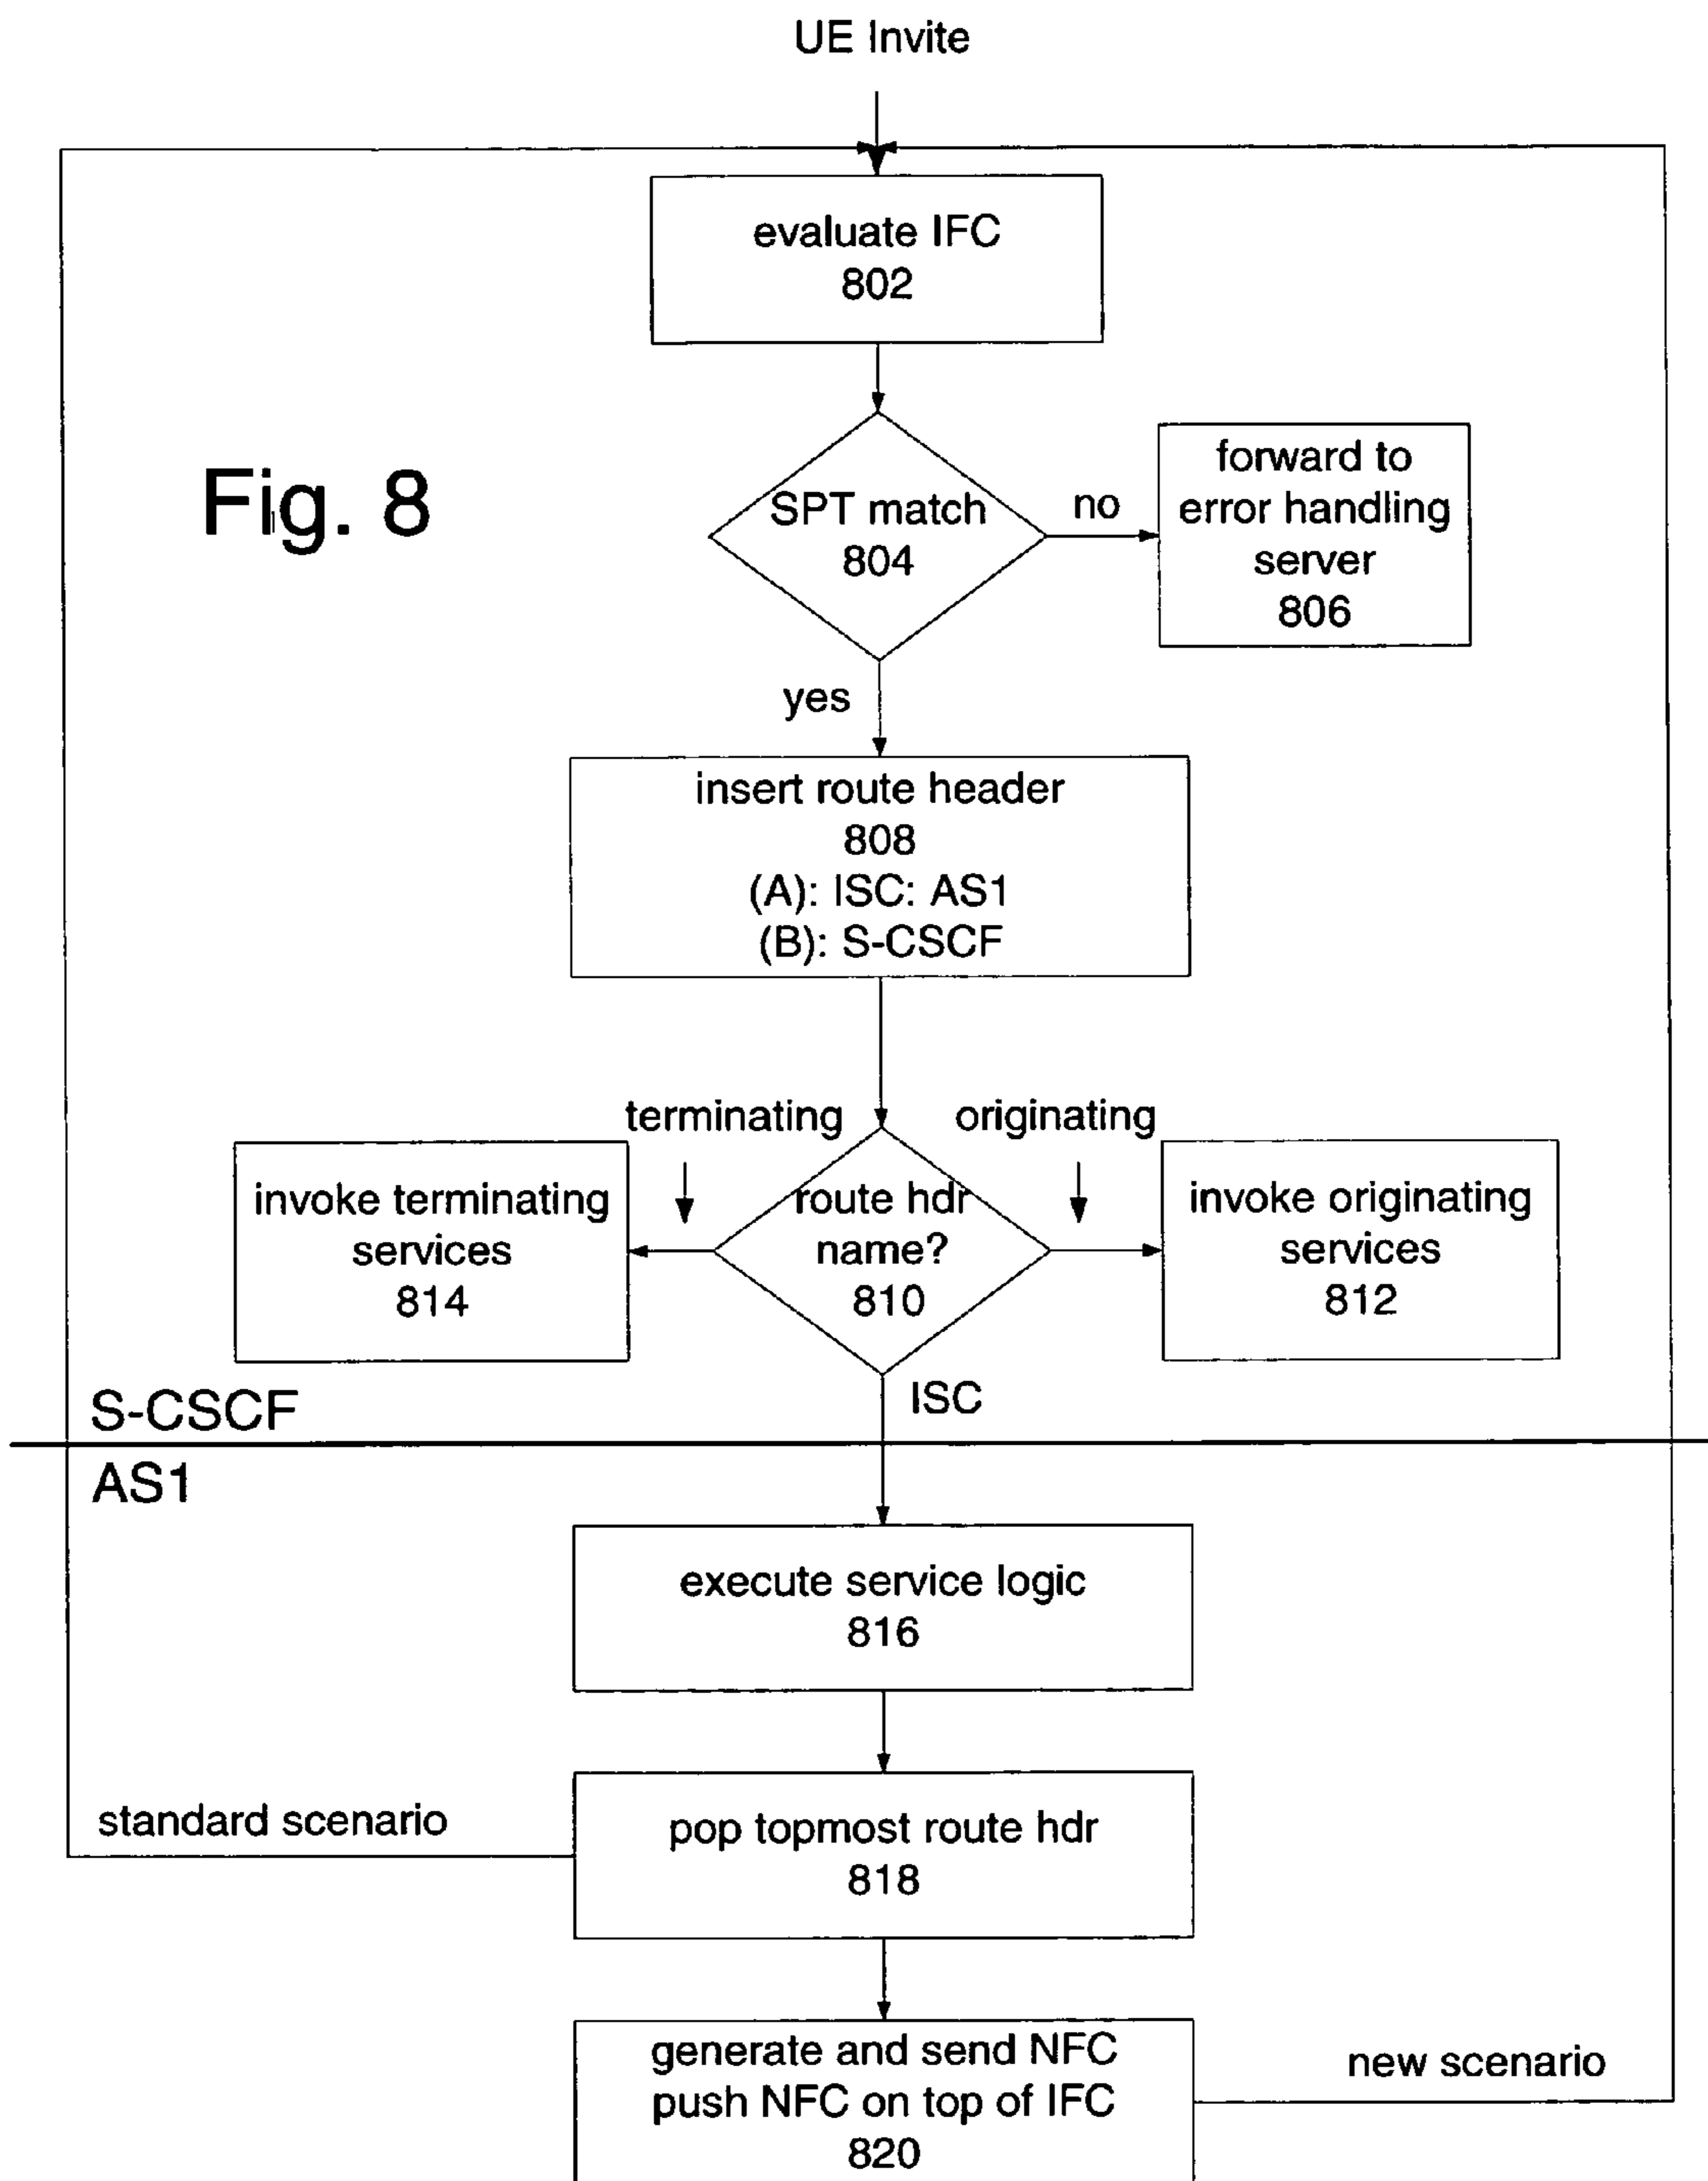 UE Invite
evaluate IFC
802
Fig. 8
SPT match
804
no
forward to
error handling
server
806
yes
insert route header
808
(A): ISC: AS1
(B): S-CSCF
terminating
originating
invoke terminating
services
814
route hdr
name?
810
invoke originating
services
812
ISC
S-CSCF
AS1
execute service logic
816
standard scenario
pop topmost route hdr
818
generate and send NFC
push NFC on top of IFC
820
new scenario